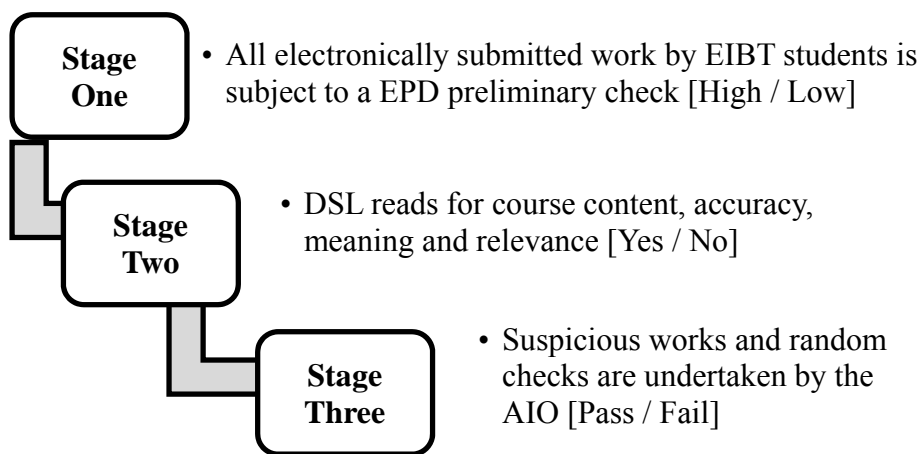 Stage
One
• All electronically submitted work by EIBT students is
subject to a EPD preliminary check [High / Low]
Stage
Two
• DSL reads for course content, accuracy,
meaning and relevance [Yes / No]
Stage
Three
• Suspicious works and random
checks are undertaken by the
AIO [Pass / Fail]